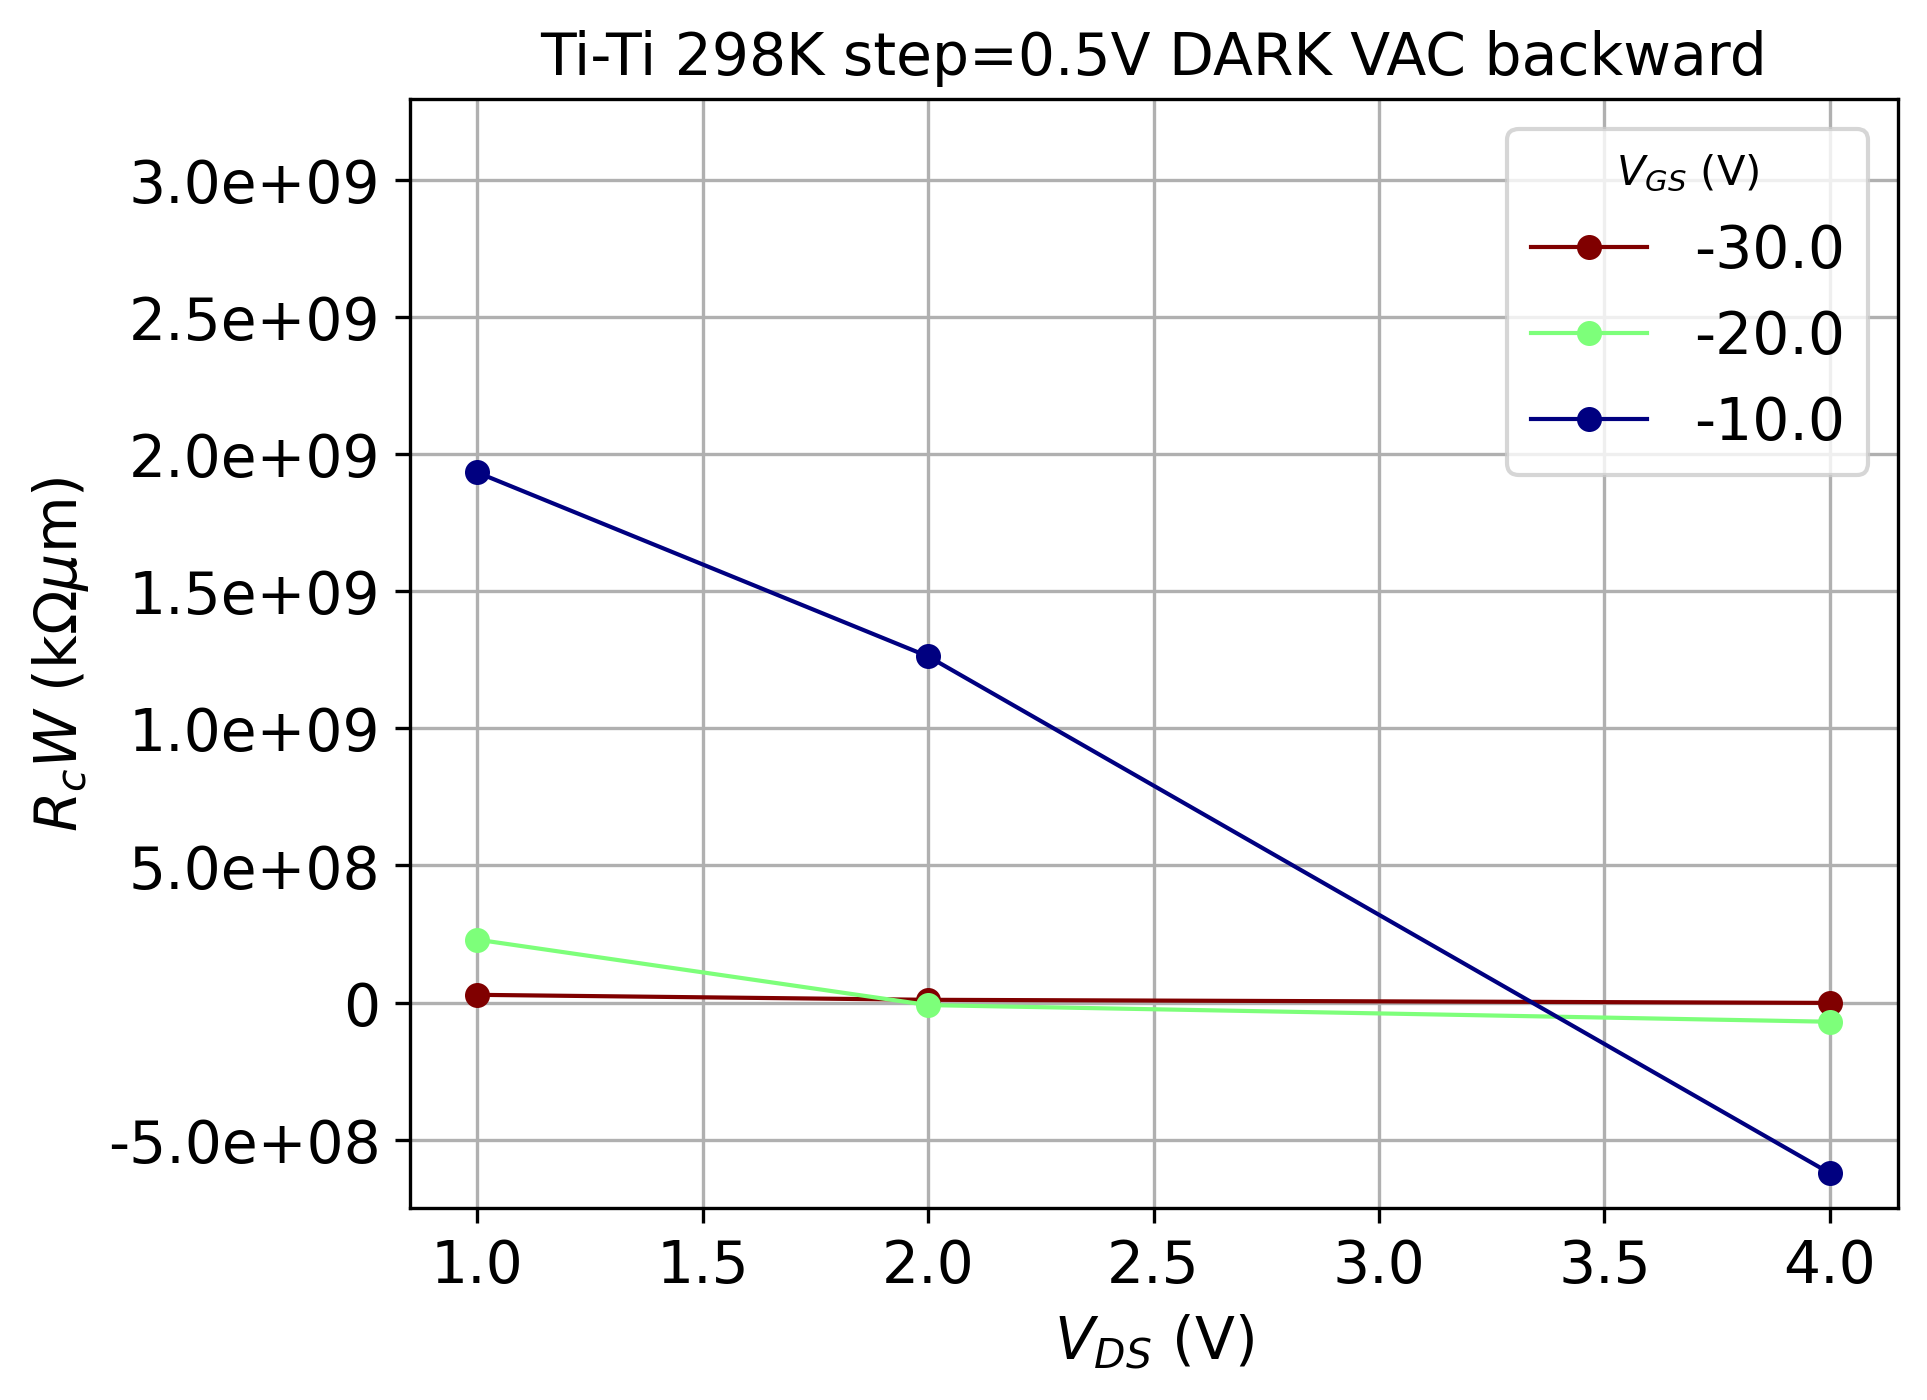 Ti-Ti 298K step=0.5V DARK VAC backward
3.0e+09
2.5e+09
2.0e+09
1.5e+09
1.0e+09
5.0e+08
0
-5.0e+08
R_cW (kΩμm)
V_GS (V)
-30.0
-20.0
-10.0
1.0 1.5 2.0 2.5 3.0 3.5 4.0
V_DS (V)